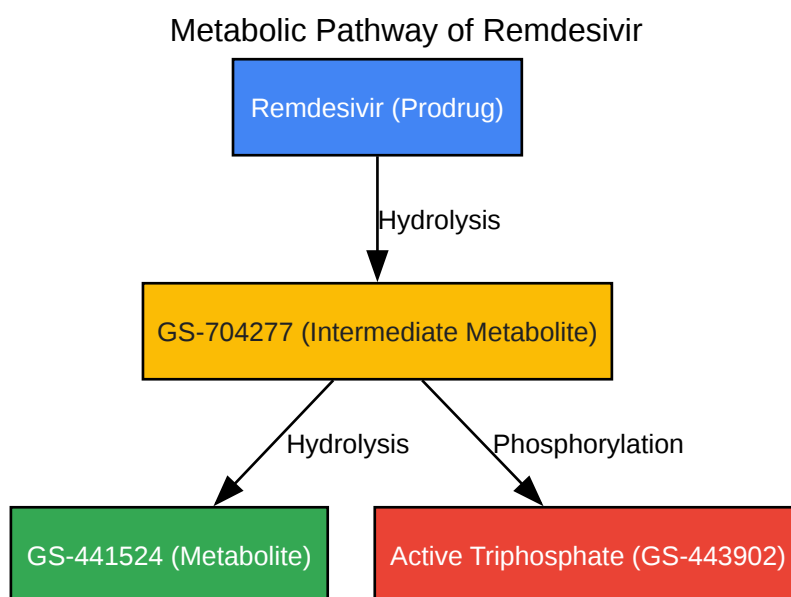 Metabolic Pathway of Remdesivir
Remdesivir (Prodrug)
Hydrolysis
GS-704277 (Intermediate Metabolite)
Hydrolysis
Phosphorylation
GS-441524 (Metabolite)
Active Triphosphate (GS-443902)